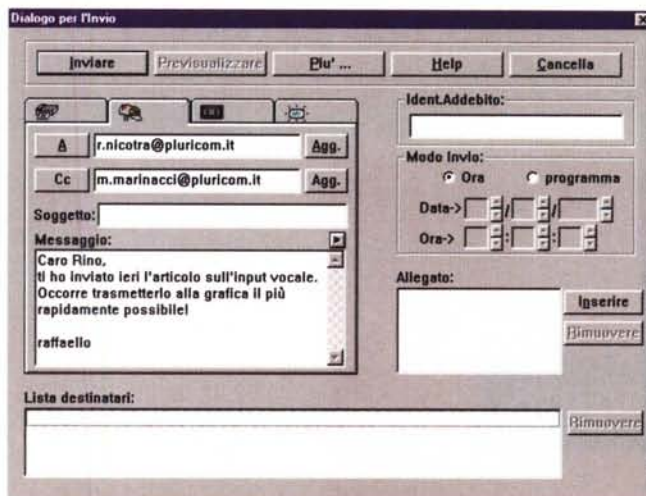 Dialogo per l'Invio
Inviare Previsualizzare Piu' ... Help Cancella
Ident.Addebito:
A r.nicotra@pluricom.it Agg.
Cc m.marinacci@pluricom.it Agg.
Modo Invio:
Ora programma
Soggetto:
Data-> / /
Ora-> : :
Messaggio:
Caro Rino,
ti ho inviato ieri l'articolo sull'input vocale.
Occorre trasmetterlo alla grafica il più
rapidamente possibile!
raffaello
Allegato:
Inserire
Rimuovere
Lista destinatari:
Rimuovere